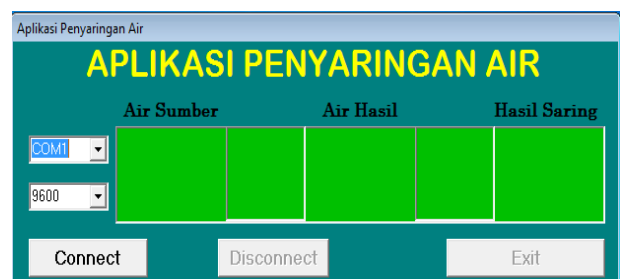 Aplikasi Penyaringan Air
APLIKASI PENYARINGAN AIR
Air Sumber Air Hasil Hasil Saring
COM1
9600
Connect Disconnect Exit